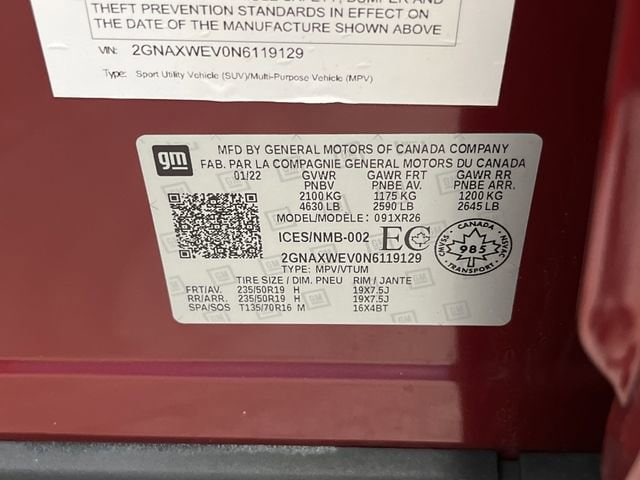 THEFT PREVENTION STANDARDS IN EFFECT ON
THE DATE OF THE MANUFACTURE SHOWN ABOVE
VIN: 2GNAXWEV0N6119129
Type: Sport Utility Vehicle (SUV)/Multi-Purpose Vehicle (MPV)
gm
MFD BY GENERAL MOTORS OF CANADA COMPANY
FAB. PAR LA COMPAGNIE GENERAL MOTORS DU CANADA
01/22 GVWR GAWR FRT GAWR RR
PNBV PNBE AV. PNBE ARR.
2100 KG 1175 KG 1200 KG
4630 LB 2590 LB 2645 LB
MODEL/MODÈLE: 091XR26
ICES/NMB-002 EC
CANADA
CMVSS 985 NSVAC
TRANSPORT
2GNAXWEV0N6119129
TYPE: MPV/VTUM
TIRE SIZE / DIM. PNEU RIM / JANTE
FRT/AV. 235/50R19 H 19X7.5J
RR/ARR. 235/50R19 H 19X7.5J
SPA/SOS T135/70R16 M 16X4BT